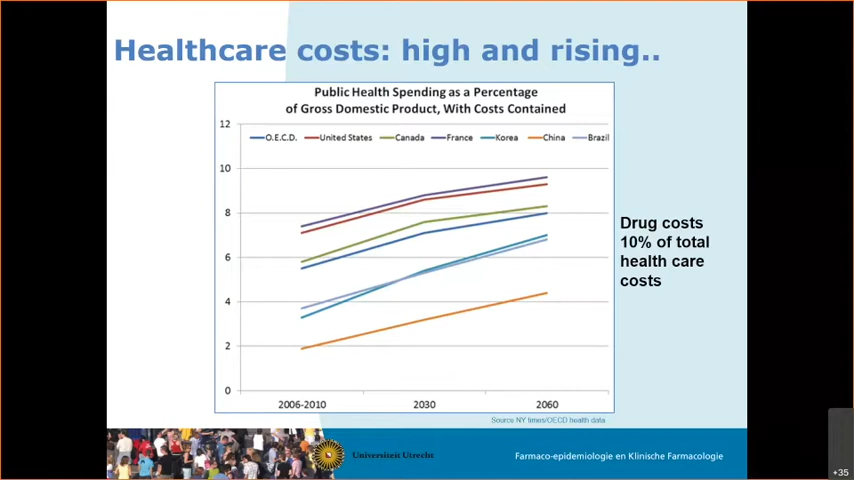 Healthcare costs: high and rising..
Public Health Spending as a Percentage
of Gross Domestic Product, With Costs Contained
12
O.E.C.D. United States Canada France Korea China Brazil
10
8
6
4
2
0
2006-2010 2030 2060
Drug costs
10% of total
health care
costs
Source NY times/OECD health data
Universiteit Utrecht
Farmaco-epidemiologie en Klinische Farmacologie
+35